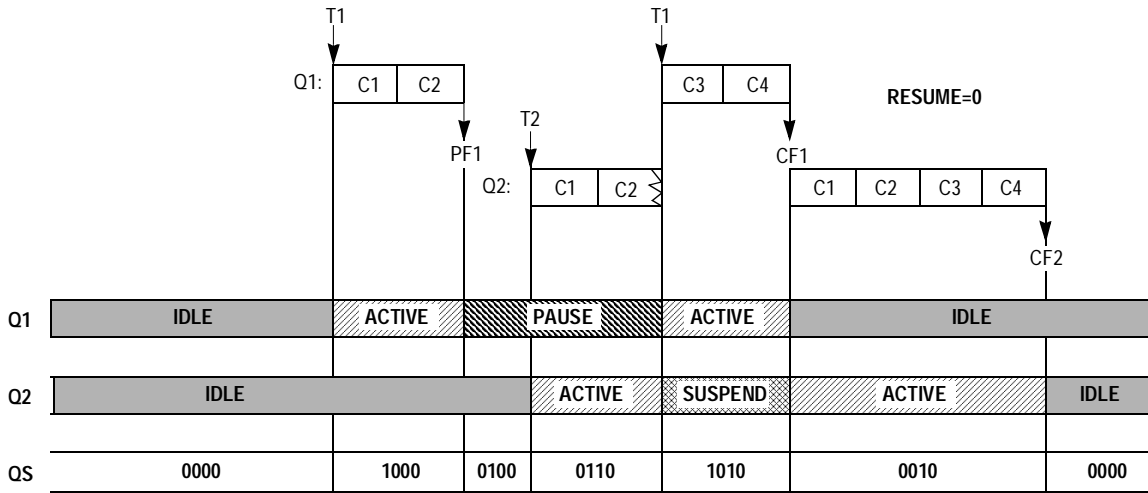 T1 T1
Q1: C1 C2 C3 C4 RESUME=0
T2
PF1 CF1
Q2: C1 C2 C1 C2 C3 C4
CF2
Q1 IDLE ACTIVE PAUSE ACTIVE IDLE
Q2 IDLE ACTIVE SUSPEND ACTIVE IDLE
QS 0000 1000 0100 0110 1010 0010 0000